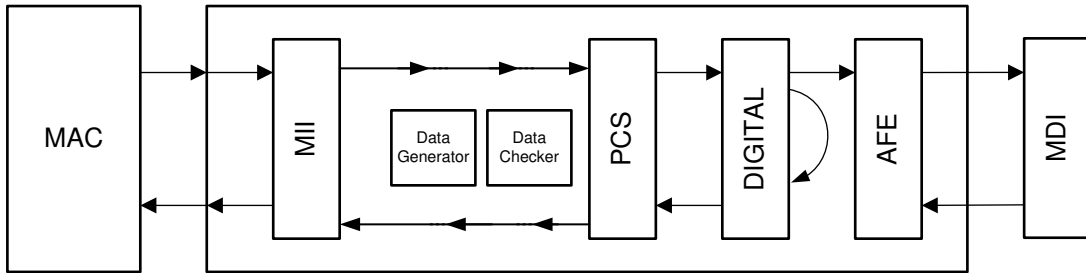 MAC
MII
Data
Generator
Data
Checker
PCS
DIGITAL
AFE
MDI